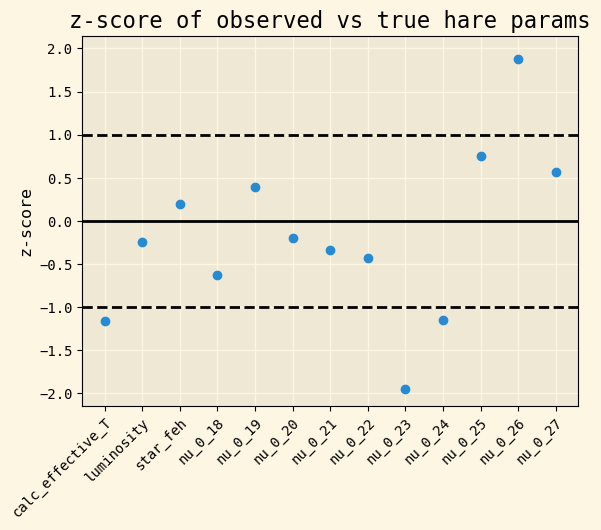 z-score of observed vs true hare params
2.0
1.5
1.0
0.5
0.0
−0.5
−1.0
−1.5
−2.0
z-score
calc_effective_T
luminosity
star_feh
nu_0_18
nu_0_19
nu_0_20
nu_0_21
nu_0_22
nu_0_23
nu_0_24
nu_0_25
nu_0_26
nu_0_27